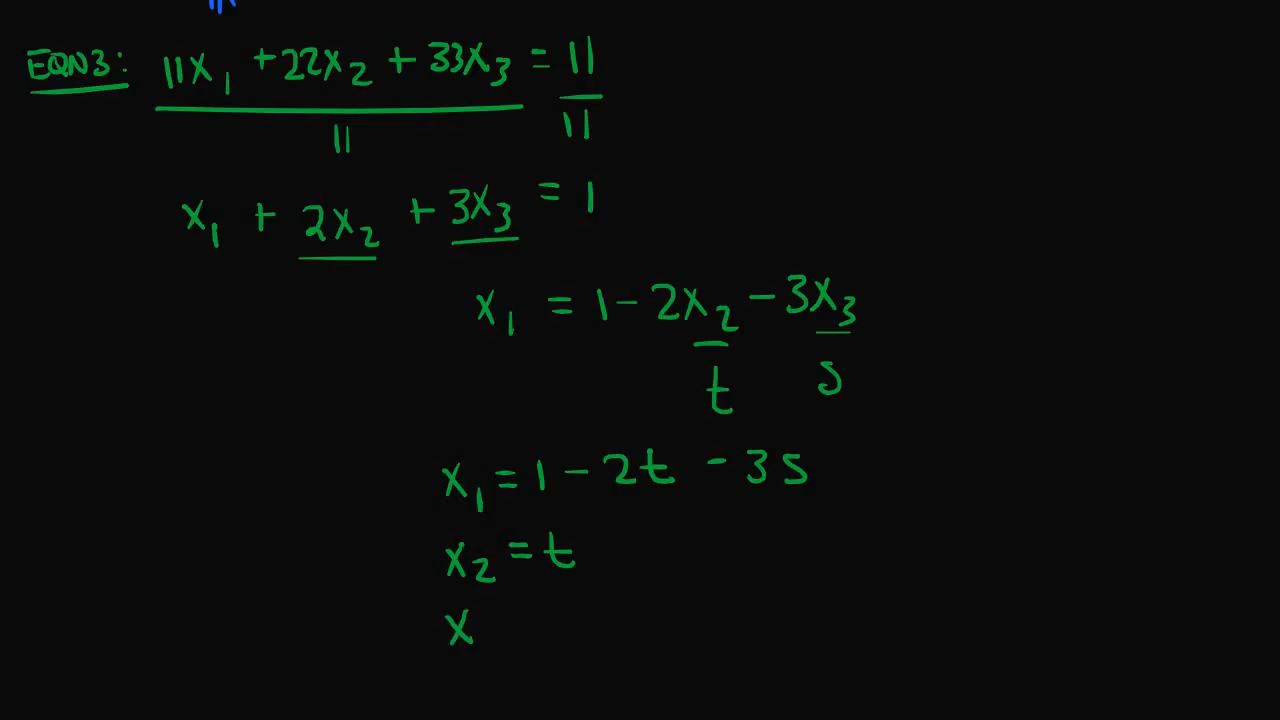 EQN3: 11x₁ + 22x₂ + 33x₃ = 11
11 11
x₁ + 2x₂ + 3x₃ = 1
x₁ = 1 - 2x₂ - 3x₃
t s
x₁ = 1 - 2t - 3s
x₂ = t
x